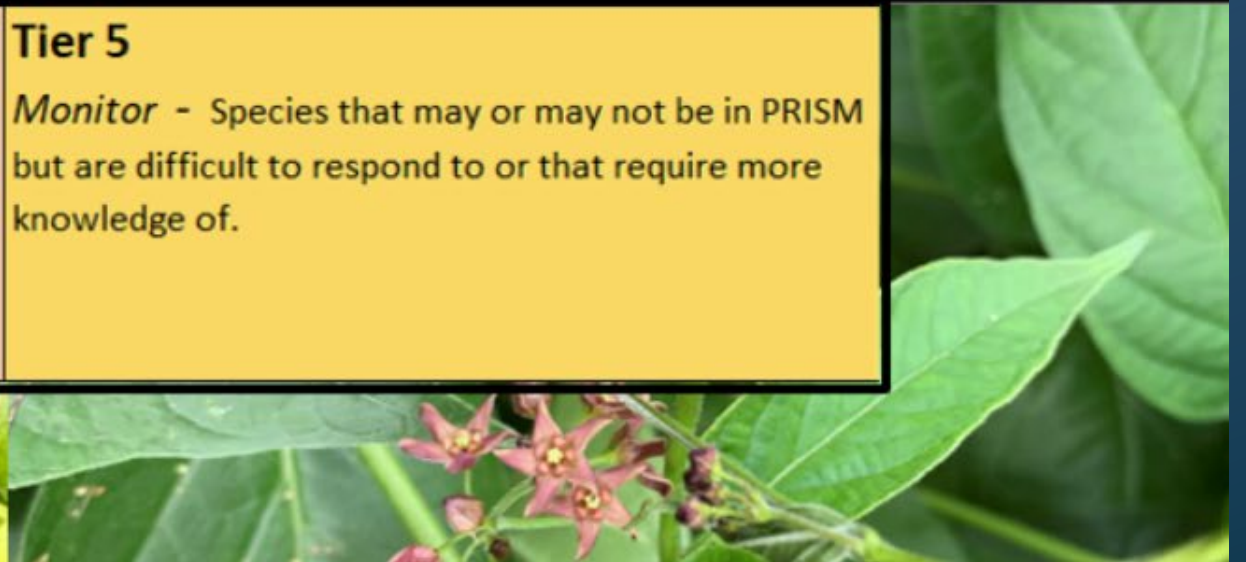 Tier 5
Monitor - Species that may or may not be in PRISM
but are difficult to respond to or that require more
knowledge of.